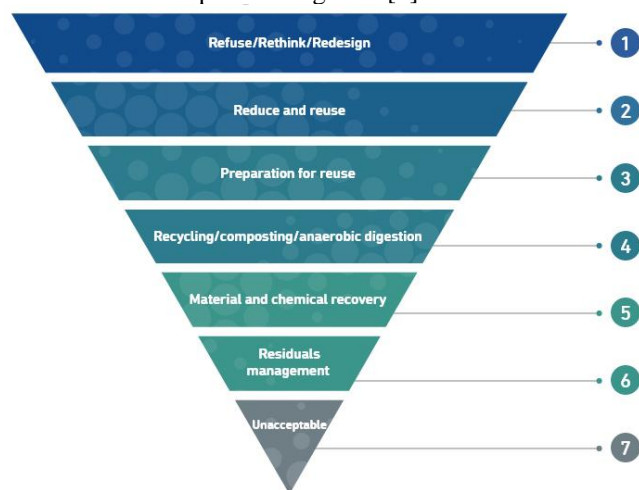 Refuse/Rethink/Redesign
1
Reduce and reuse
2
Preparation for reuse
3
Recycling/composting/anaerobic digestion
4
Material and chemical recovery
5
Residuals
management
6
Unacceptable
7